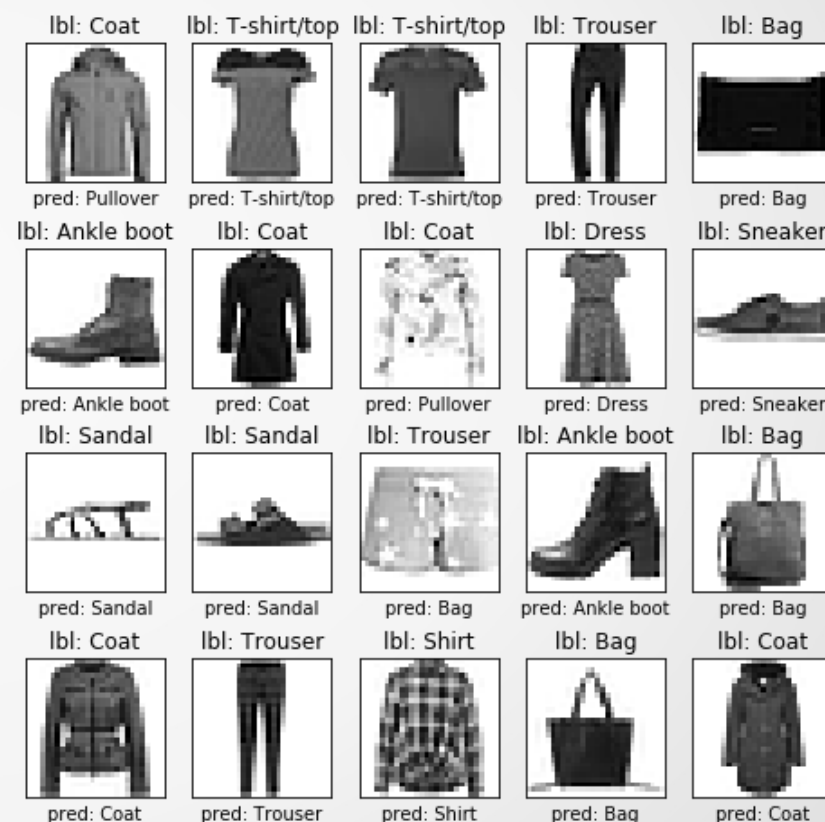 lbl: Coat lbl: T-shirt/top lbl: T-shirt/top lbl: Trouser lbl: Bag
pred: Pullover pred: T-shirt/top pred: T-shirt/top pred: Trouser pred: Bag
lbl: Ankle boot lbl: Coat lbl: Coat lbl: Dress lbl: Sneaker
pred: Ankle boot pred: Coat pred: Pullover pred: Dress pred: Sneaker
lbl: Sandal lbl: Sandal lbl: Trouser lbl: Ankle boot lbl: Bag
pred: Sandal pred: Sandal pred: Bag pred: Ankle boot pred: Bag
lbl: Coat lbl: Trouser lbl: Shirt lbl: Bag lbl: Coat
pred: Coat pred: Trouser pred: Shirt pred: Bag pred: Coat